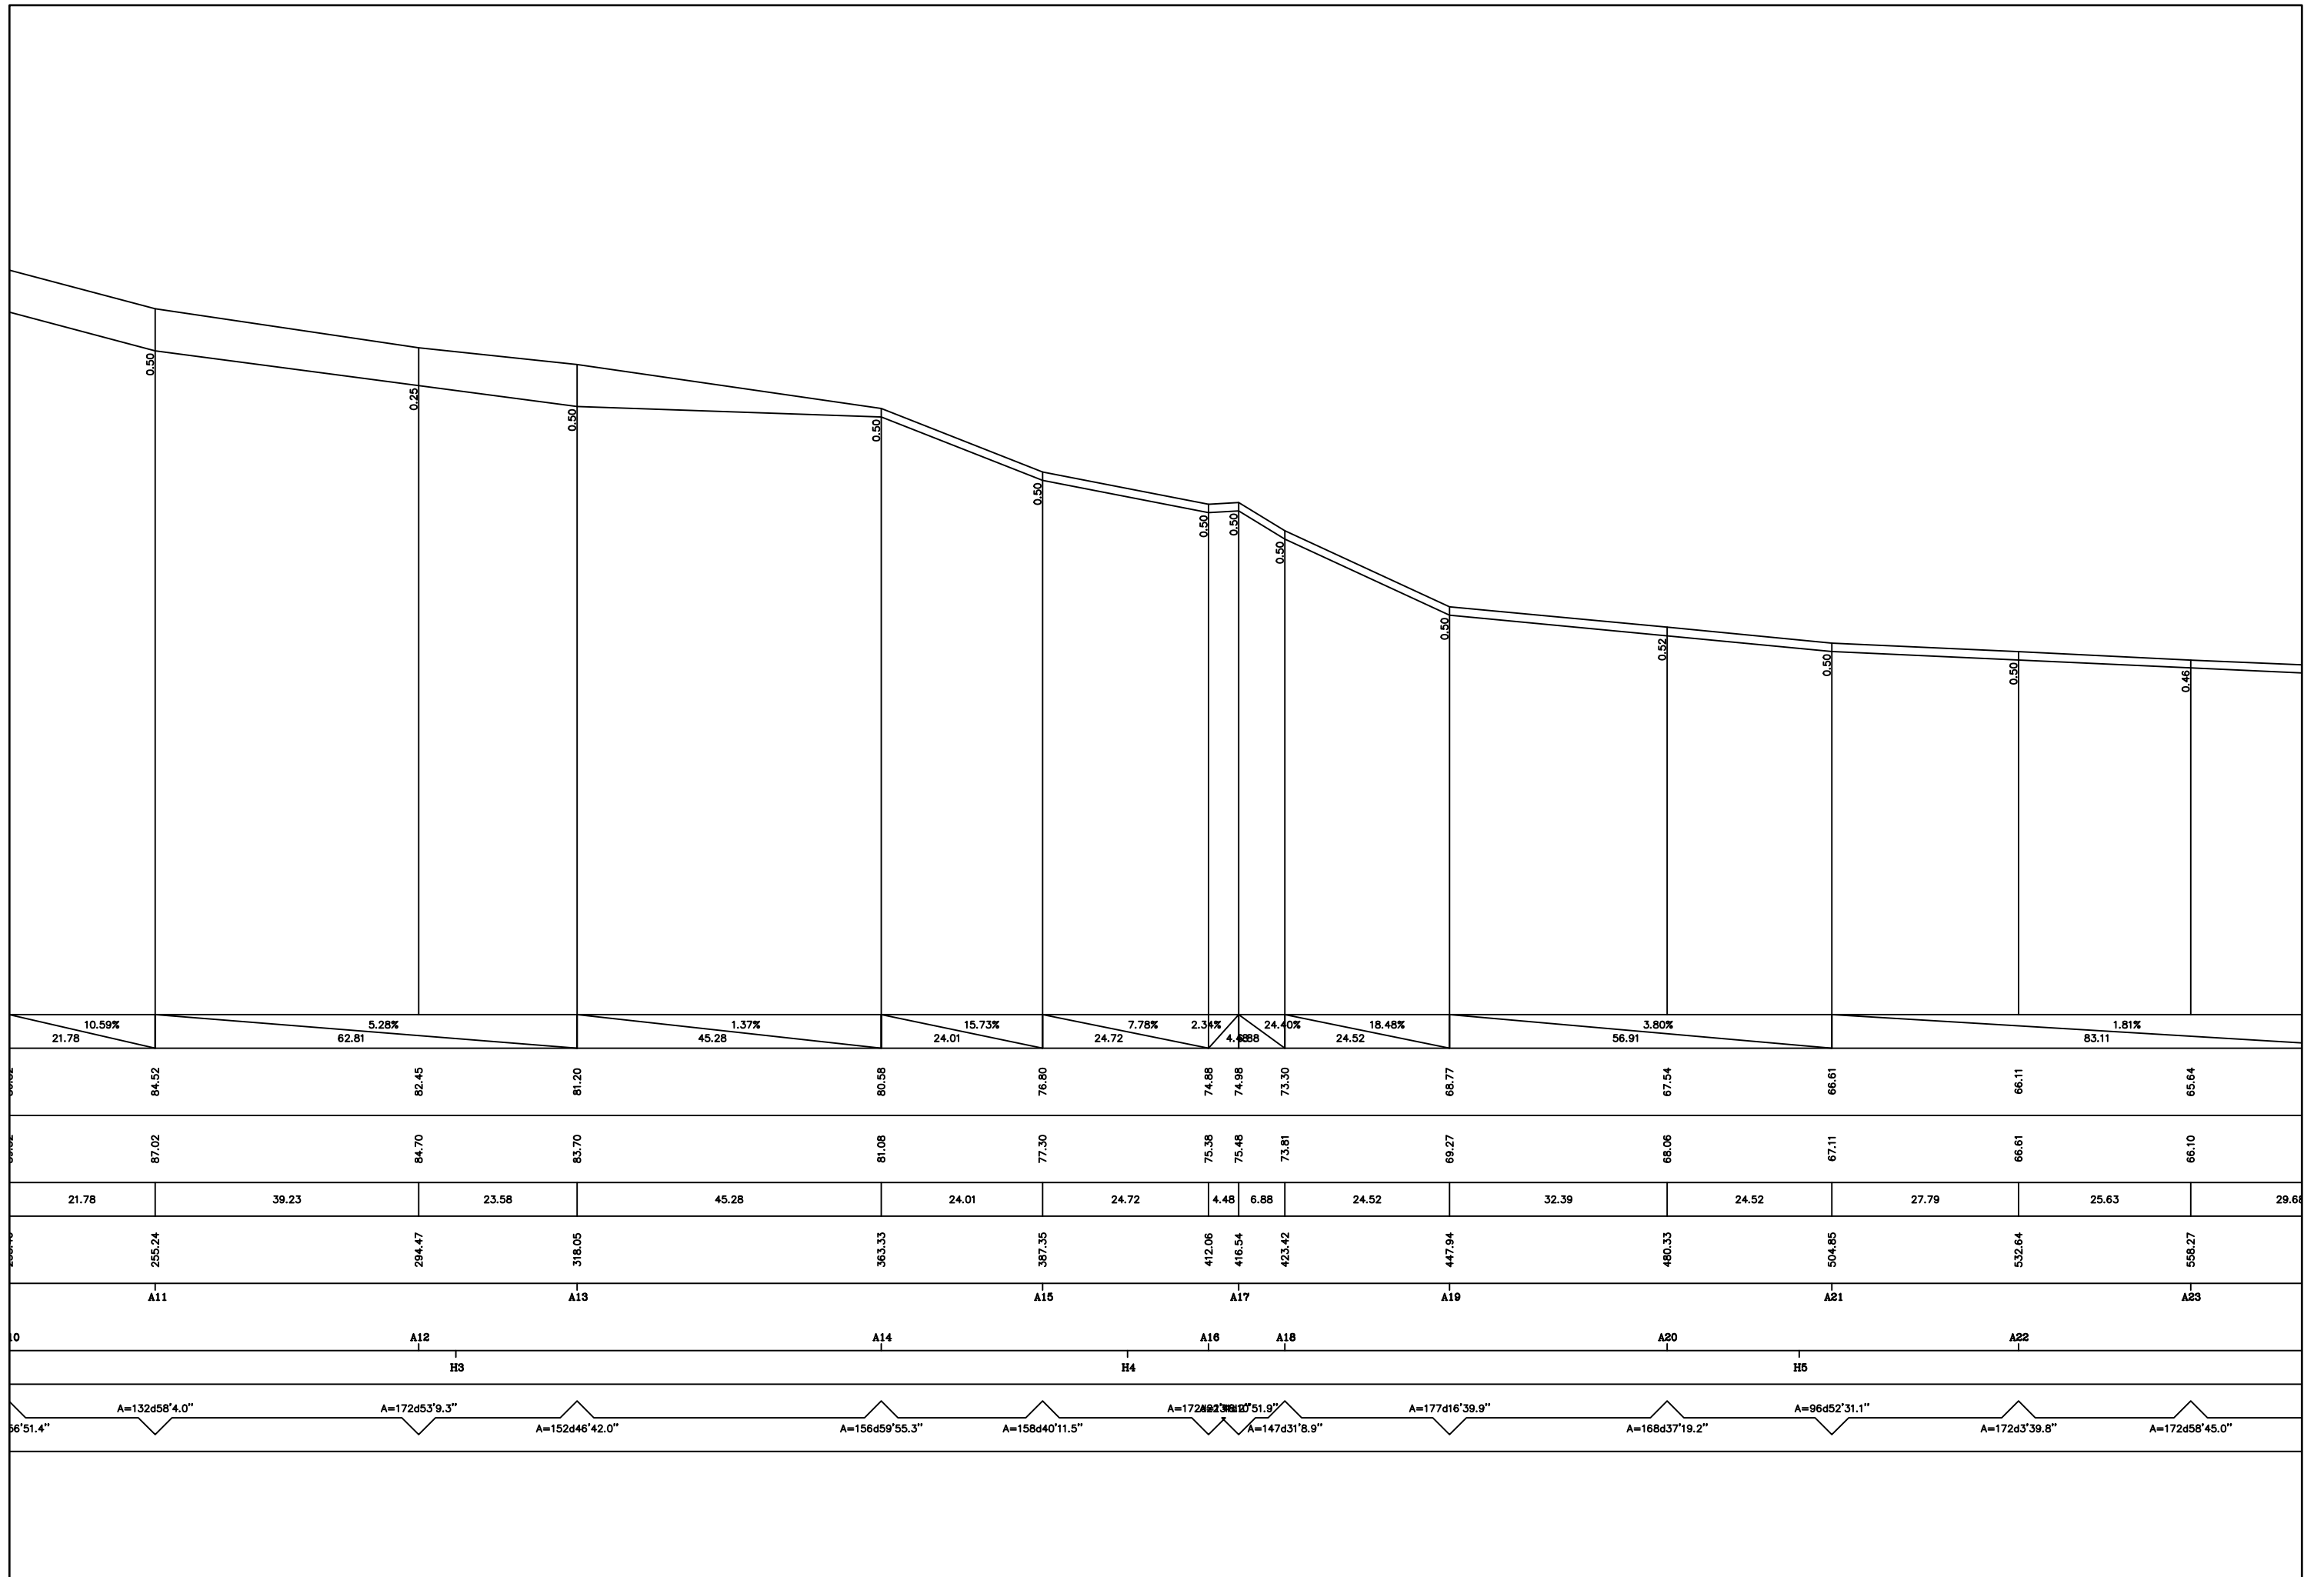 0.50
0.25
0.50
0.50
0.50
0.50
0.50
0.50
0.50
0.52
0.50
0.50
0.46
10.59% 5.28% 1.37% 15.73% 7.78% 2.34% 24.40% 18.48% 3.80% 1.81%
21.78 62.81 45.28 24.01 24.72 4.48 6.88 24.52 56.91 83.11
84.52 82.45 81.20 80.58 76.80 74.88 74.98 73.30 68.77 67.54 66.61 66.11 65.64
87.02 84.70 83.70 81.08 77.30 75.38 75.48 73.81 69.27 68.06 67.11 66.61 66.10
21.78 39.23 23.58 45.28 24.01 24.72 4.48 6.88 24.52 32.39 24.52 27.79 25.63 29.68
255.24 294.47 318.05 363.33 387.35 412.06 416.54 423.42 447.94 480.33 504.85 532.64 558.27
A11 A13 A15 A17 A19 A21 A23
10 A12 A14 A16 A18 A20 A22
H3 H4 H5
A=132d58'4.0" A=172d53'9.3" A=177d16'39.9" A=96d52'31.1"
56'51.4" A=152d46'42.0" A=156d59'55.3" A=158d40'11.5" A=147d31'8.9" A=168d37'19.2" A=172d3'39.8" A=172d58'45.0"